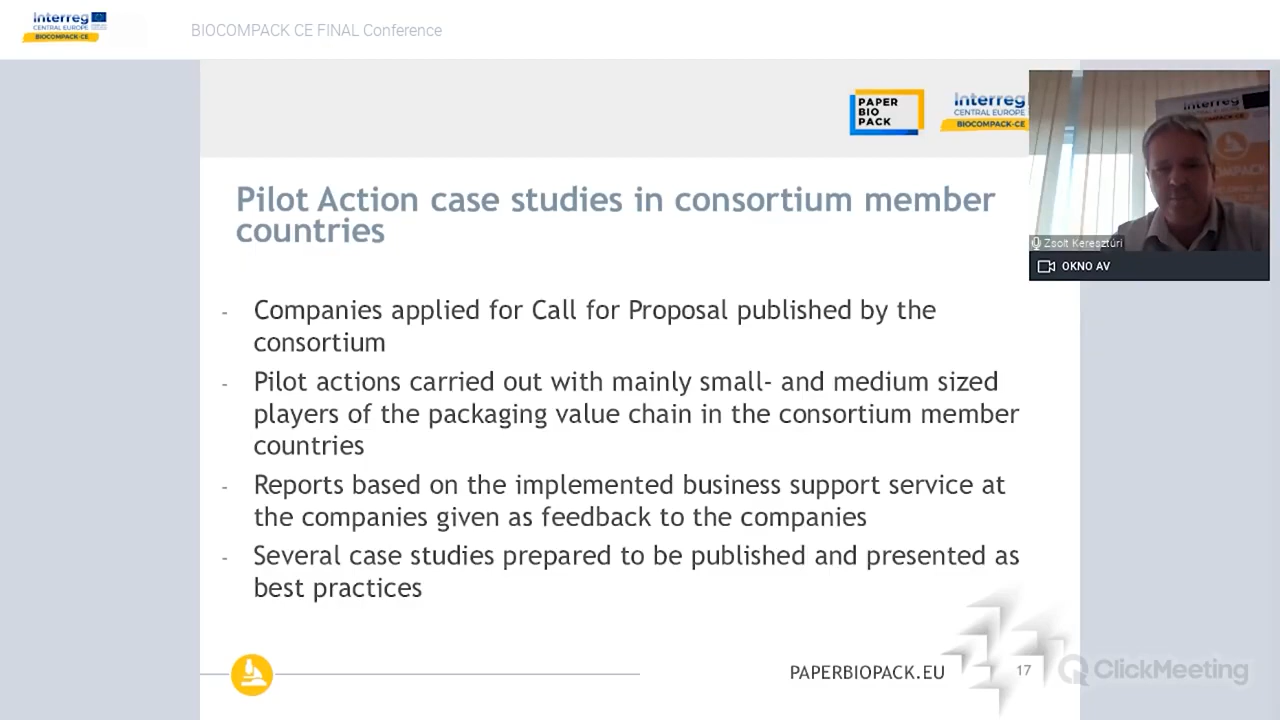 Interreg
CENTRAL EUROPE
BIOCOMPACK-CE
BIOCOMPACK CE FINAL Conference
PAPER
BIO
PACK
Interreg
CENTRAL EUROPE
BIOCOMPACK-CE
Interreg
Zsolt Keresztúri
OKNO AV
Pilot Action case studies in consortium member
countries
- Companies applied for Call for Proposal published by the
consortium
- Pilot actions carried out with mainly small- and medium sized
players of the packaging value chain in the consortium member
countries
- Reports based on the implemented business support service at
the companies given as feedback to the companies
- Several case studies prepared to be published and presented as
best practices
PAPERBIOPACK.EU
17
ClickMeeting